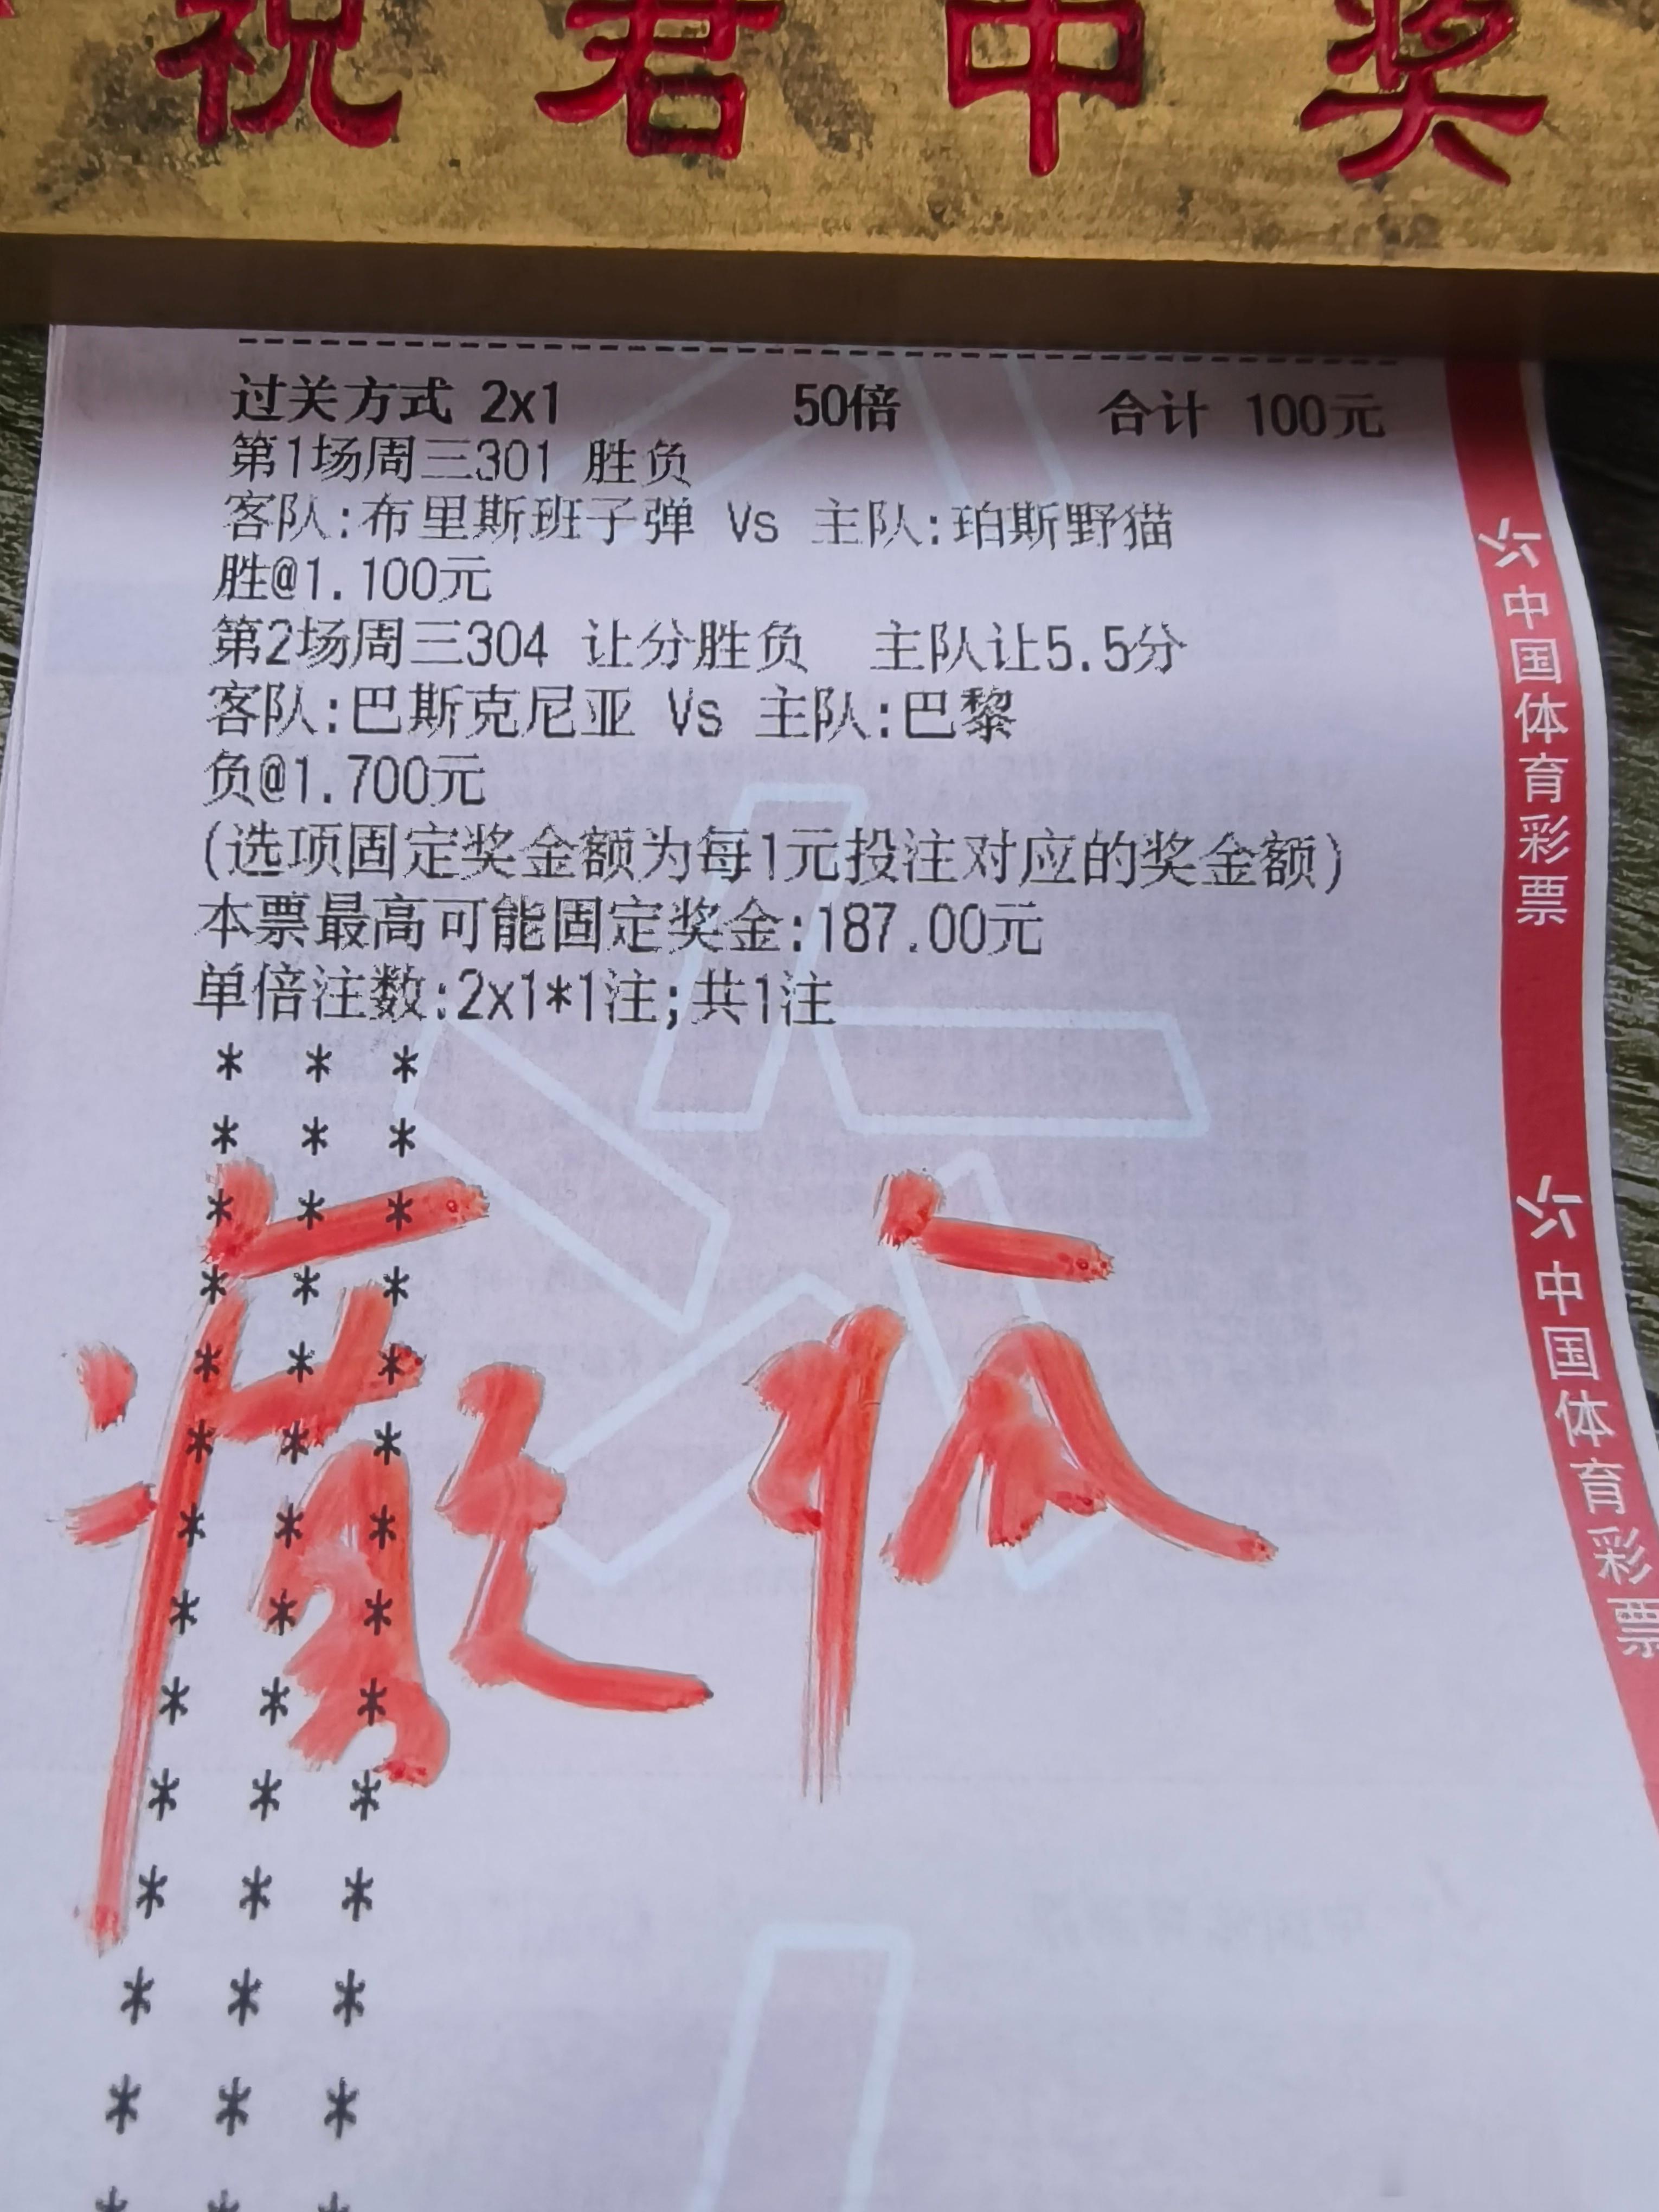 祝君中奖
过关方式 2x1 50倍 合计 100元
第1场周三301 胜负
客队:布里斯班子弹 Vs 主队:珀斯野猫
胜@1.100元
第2场周三304 让分胜负 主队让5.5分
客队:巴斯克尼亚 Vs 主队:巴黎
负@1.700元
(选项固定奖金额为每1元投注对应的奖金额)
本票最高可能固定奖金:187.00元
单倍注数:2x1*1注;共1注
* * *
* * *
* * *
* * *
* * *
* * *
* * *
* * *
* * *
* * *
* * *
* * *
* * *
* * *
中国体育彩票
中国体育彩票